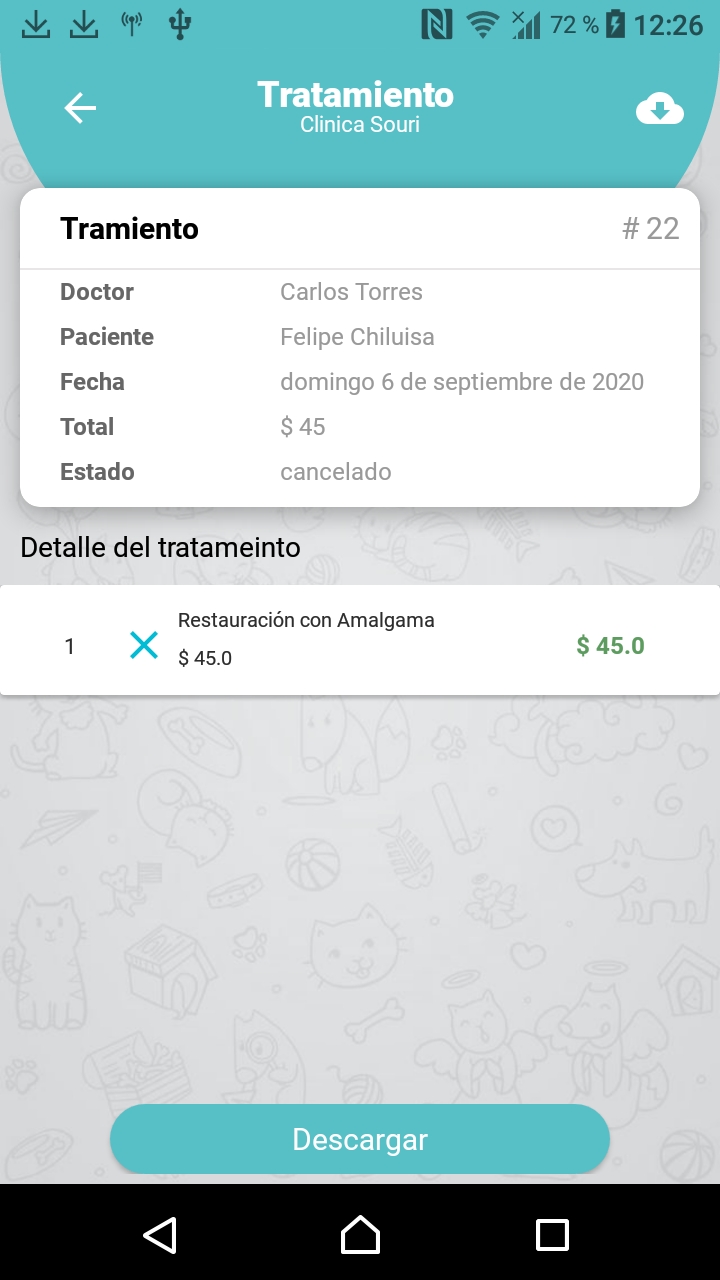 72 % 12:26
Tratamiento
Clinica Souri
Tramiento # 22
Doctor Carlos Torres
Paciente Felipe Chiluisa
Fecha domingo 6 de septiembre de 2020
Total $ 45
Estado cancelado
Detalle del tratameinto
Restauración con Amalgama
1 $ 45.0 $ 45.0
Descargar